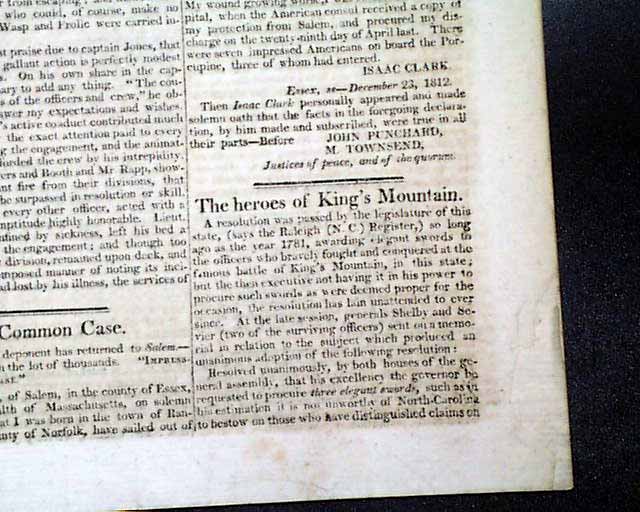 from escaping; and
who could, of course, make no
Wasp and Frolic were carried in-
praise due to captain Jones, that
gallant action is perfectly modest
On his own share in the cap-
ary to add any thing. "The cou-
s of the officers and crew," he ob-
swer my expectations and wishes.
's active conduct contributed much
the exact attention paid to every
g the engagement, and the animat-
forded the crew by his intrepidity.
ers and Booth and Mr Rapp, show-
nt fire from their divisions, that
be surpassed in resolution or skill.
every other officer, acted with a
mptitude highly honorable. Lieut.
nfined by sickness, left his bed a
the engagement; and though too
division, remained upon deck, and
mposed manner of noting its inci-
d lost by his illness, the services of
Common Case.
deponent has returned to Salem.—
h the lot of thousands. "IMPRESS-
ASE."
of Salem, in the county of Essex,
alth of Massachusetts, on solemn
at I was born in the town of Ran-
nty of Norfolk, have sailed out of
My wound growing worse,
pital, when the American consul received a copy of
my protection from Salem, and procured my dis-
charge on the twenty-ninth day of April last. There
were seven impressed Americans on board the Por-
cupine, three of whom had entered.
ISAAC CLARK.
Essex, ss—December 23, 1812.
Then Isaac Clark personally appeared and made
solemn oath that the facts in the foregoing declara-
tion, by him made and subscribed, were true in all
their parts—Before JOHN PUNCHARD,
M. TOWNSEND,
Justices of peace, and of the quorum.
The heroes of King's Mountain.
A resolution was passed by the legislature of this
state, (says the Raleigh (N C) Register,) so long
ago as the year 1781, awarding elegant swords to
the officers who bravely fought and conquered at the
famous battle of King's Mountain, in this state;
but the then executive not having it in his power to
procure such swords as were deemed proper for the
occasion, the resolution has lain unattended to ever
since. At the late session, generals Shelby and Se-
vier (two of the surviving officers) sent on a memo-
rial in relation to the subject which produced an
unanimous adoption of the following resolution:
Resolved unanimously, by both houses of the ge-
neral assembly, that his excellency the governor be
requested to procure three elegant swords, such as in
his estimation it is not unworthy of North-Carolina
to bestow on those who have distinguished claims on